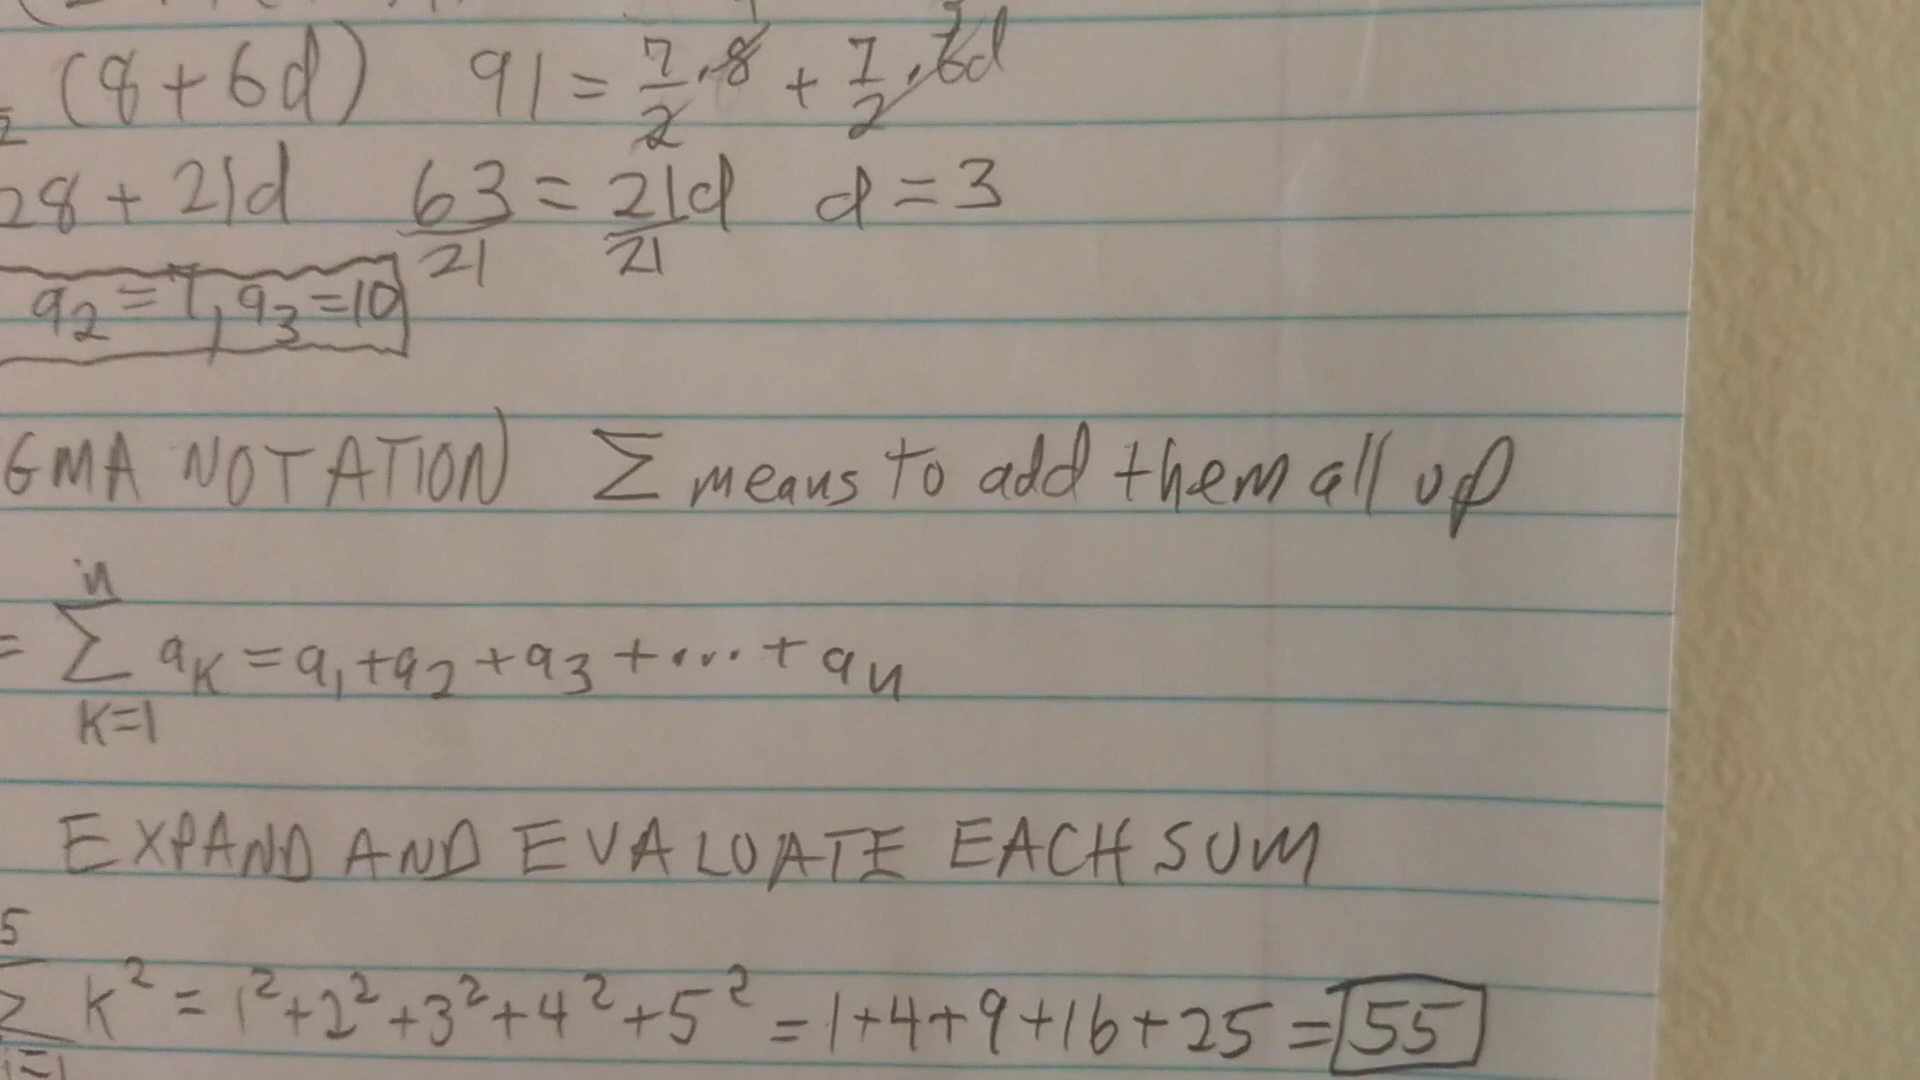 (8+6d) 91 = 7/2 · 8 + 7/2 · 6d
28 + 21d 63/21 = 21d/21 d = 3
a₂ = 7, a₃ = 10
GMA NOTATION Σ means to add them all up
n
= Σ aₖ = a₁ + a₂ + a₃ + ... + aₙ
K=1
EXPAND AND EVALUATE EACH SUM
5
Σ k² = 1² + 2² + 3² + 4² + 5² = 1+4+9+16+25 = 55
=1